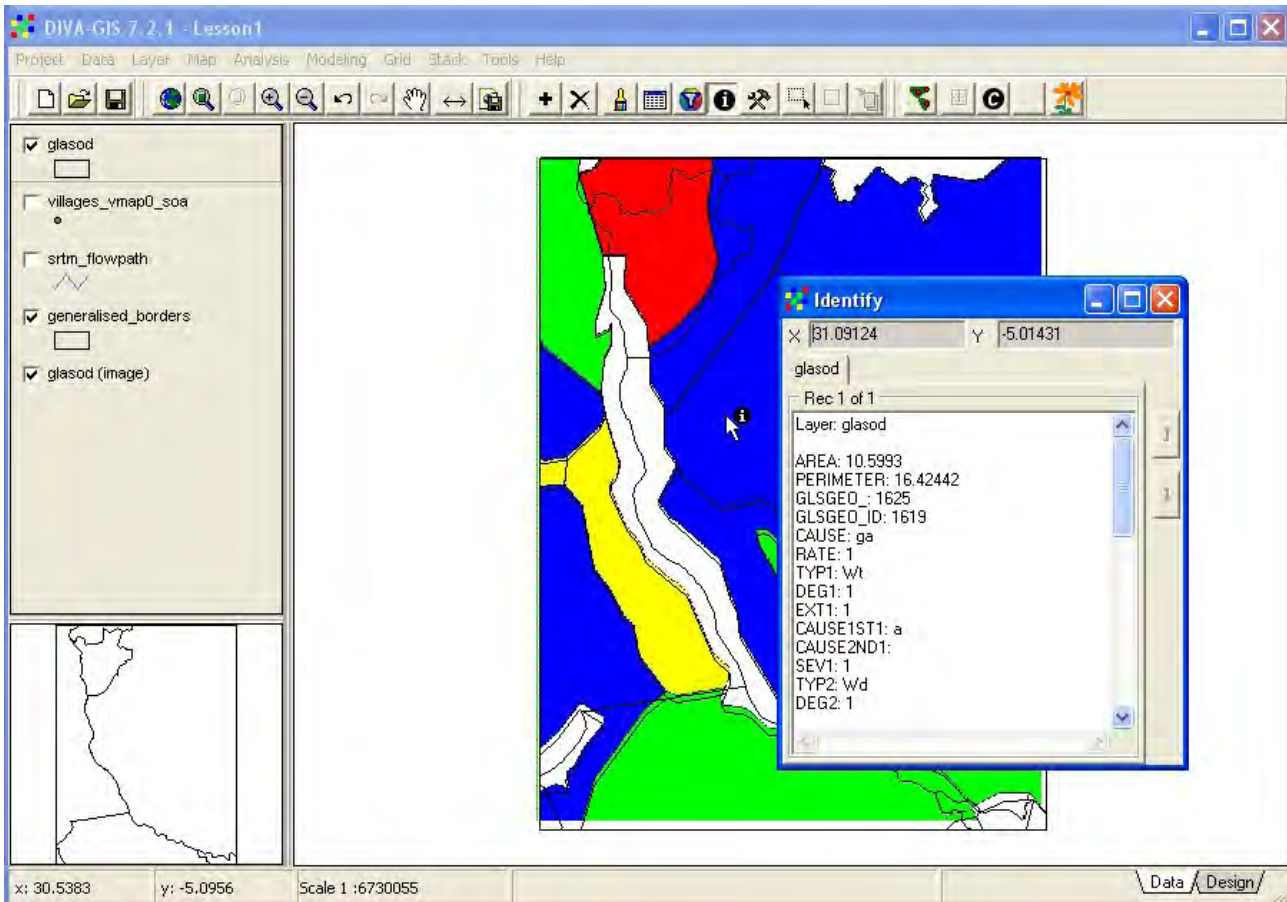 DIVA-GIS 7.2.1 - Lesson1
Project Data Layer Map Analysis Modeling Grid Stack Tools Help
glasod
villages_vmap0_soa
srtm_flowpath
generalised_borders
glasod (image)
Identify
X 31.09124 Y -5.01431
glasod
Rec 1 of 1
Layer: glasod
AREA: 10.5993
PERIMETER: 16.42442
GLSGEO_: 1625
GLSGEO_ID: 1619
CAUSE: ga
RATE: 1
TYP1: Wt
DEG1: 1
EXT1: 1
CAUSE1ST1: a
CAUSE2ND1:
SEV1: 1
TYP2: Wd
DEG2: 1
x: 30.5383 y: -5.0956 Scale 1 :6730055 Data Design